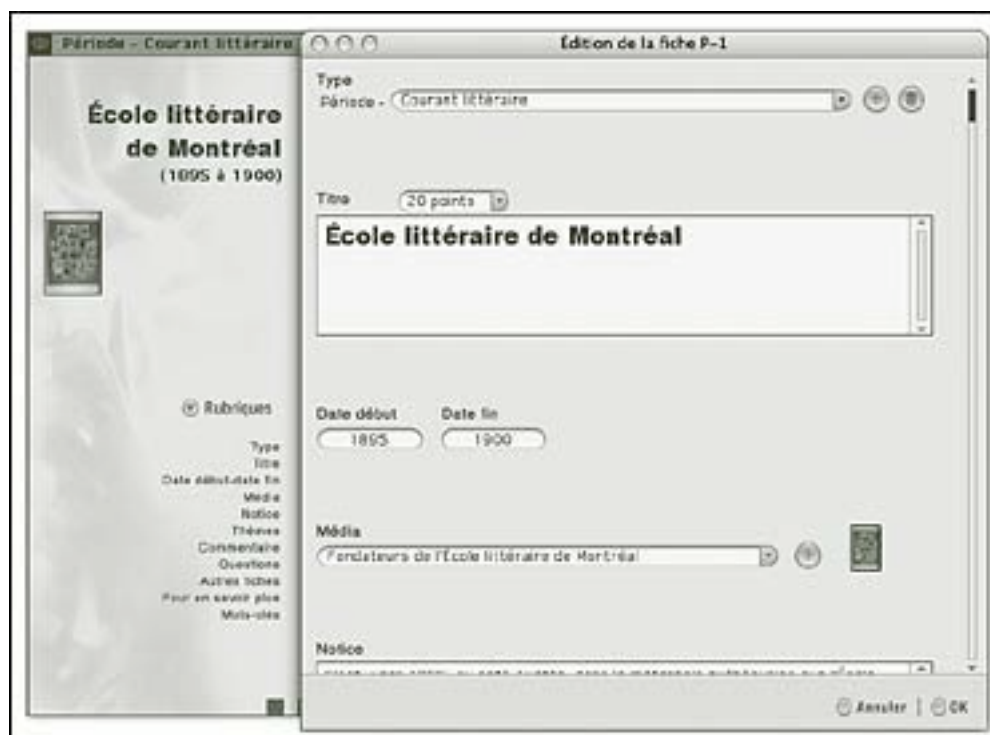 Période - Courant littéraire
École littéraire
de Montréal
(1895 à 1900)
Rubriques
Type
Titre
Date début-date fin
Media
Notice
Thèmes
Commentaire
Questions
Autres fiches
Pour en savoir plus
Mots-clés
Édition de la fiche P-1
Type
Période - Courant littéraire
Titre 20 points
École littéraire de Montréal
Date début Date fin
1895 1900
Média
Fondateurs de l'École littéraire de Montréal
Notice
Annuler | OK